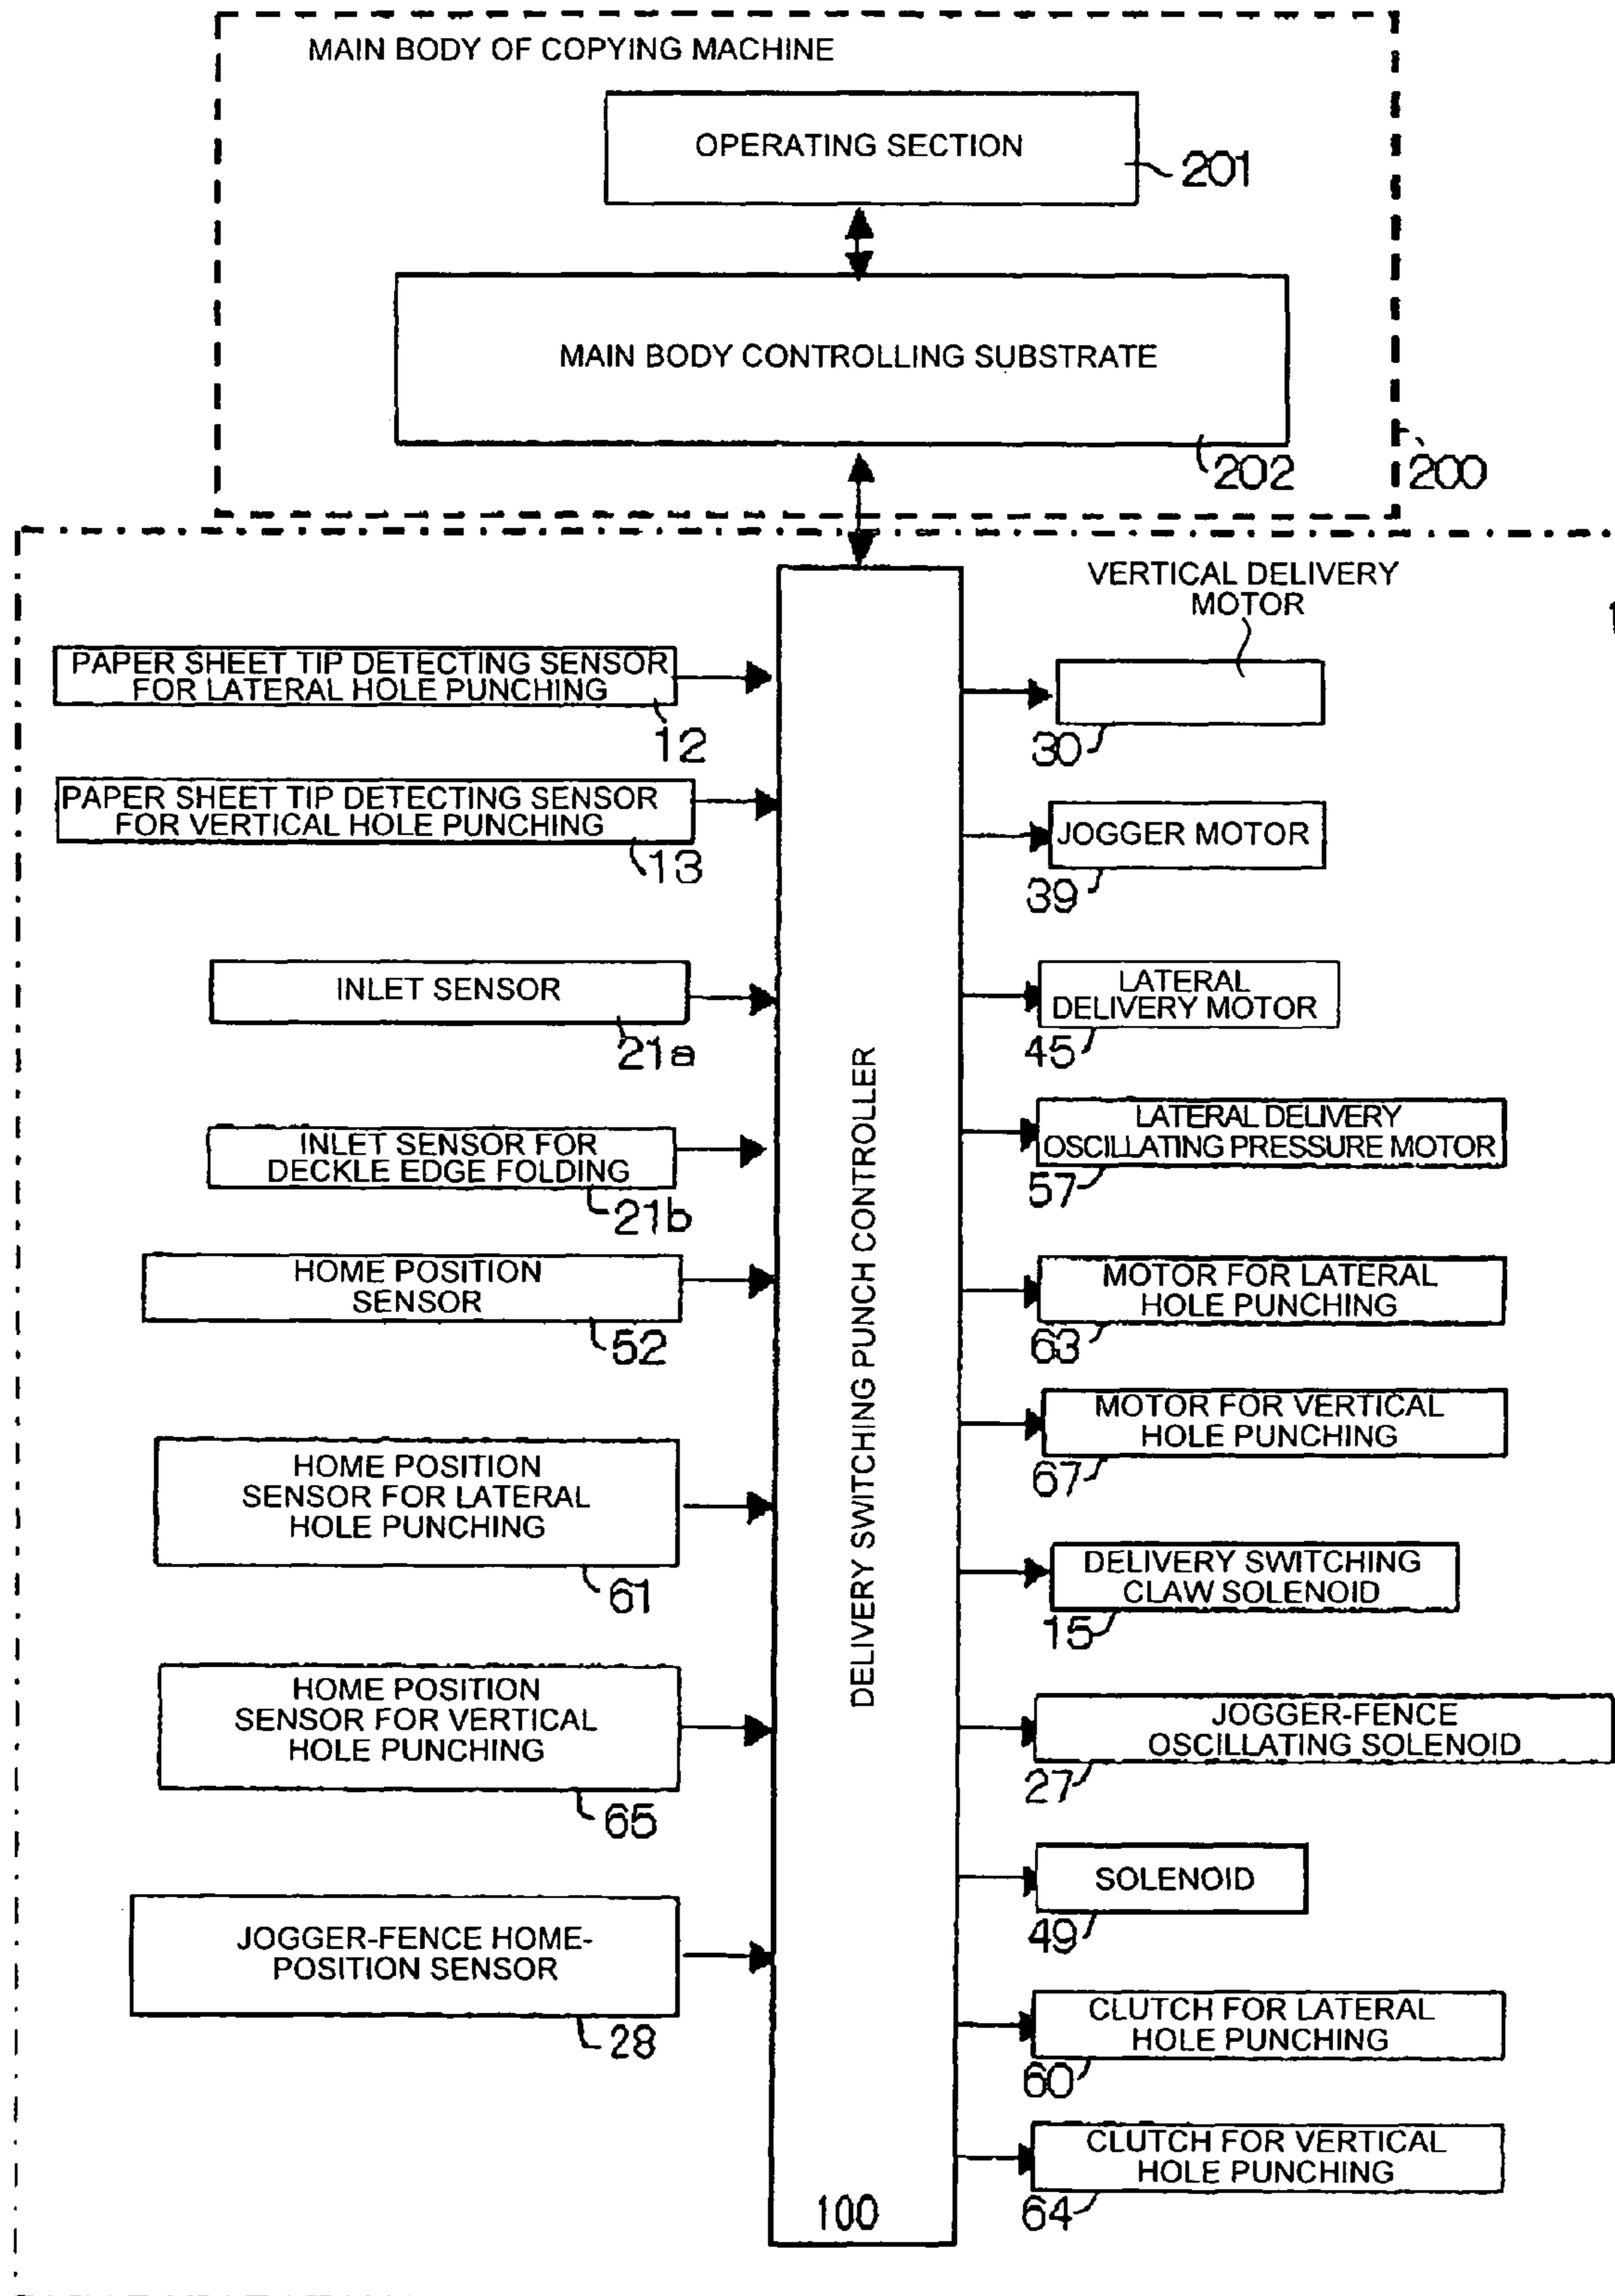 MAIN BODY OF COPYING MACHINE
OPERATING SECTION
201
MAIN BODY CONTROLLING SUBSTRATE
202
200
VERTICAL DELIVERY
MOTOR
30
PAPER SHEET TIP DETECTING SENSOR
FOR LATERAL HOLE PUNCHING
12
PAPER SHEET TIP DETECTING SENSOR
FOR VERTICAL HOLE PUNCHING
13
INLET SENSOR
21a
INLET SENSOR FOR
DECKLE EDGE FOLDING
21b
HOME POSITION
SENSOR
52
HOME POSITION
SENSOR FOR LATERAL
HOLE PUNCHING
61
HOME POSITION
SENSOR FOR VERTICAL
HOLE PUNCHING
65
JOGGER-FENCE HOME-
POSITION SENSOR
28
DELIVERY SWITCHING PUNCH CONTROLLER
100
JOGGER MOTOR
39
LATERAL
DELIVERY MOTOR
45
LATERAL DELIVERY
OSCILLATING PRESSURE MOTOR
57
MOTOR FOR LATERAL
HOLE PUNCHING
63
MOTOR FOR VERTICAL
HOLE PUNCHING
67
DELIVERY SWITCHING
CLAW SOLENOID
15
JOGGER-FENCE
OSCILLATING SOLENOID
27
SOLENOID
49
CLUTCH FOR LATERAL
HOLE PUNCHING
60
CLUTCH FOR VERTICAL
HOLE PUNCHING
64